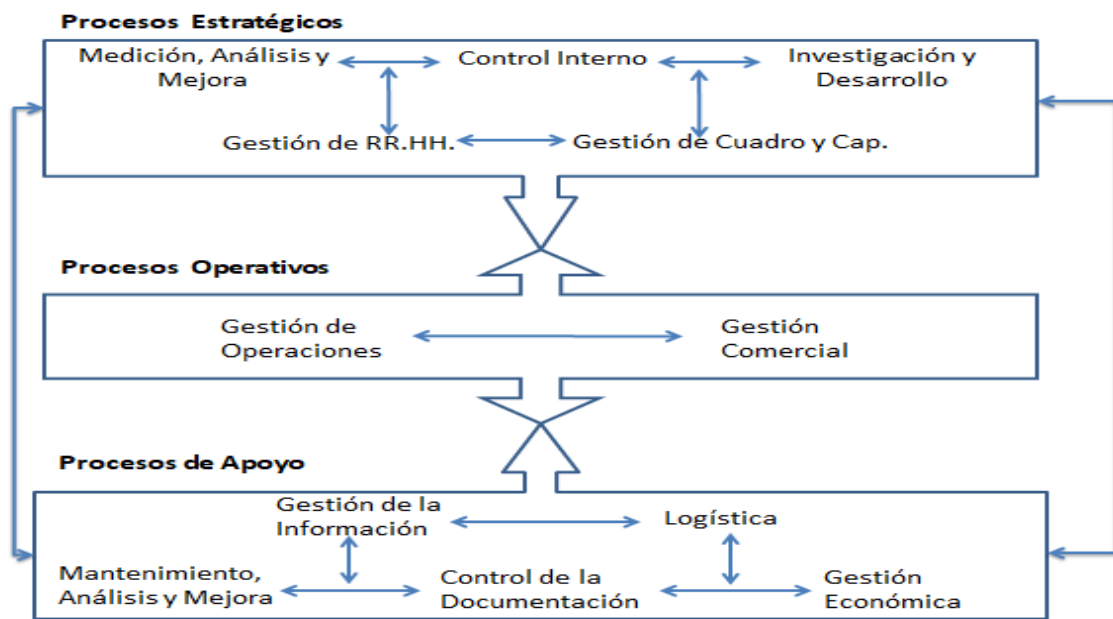 Procesos Estratégicos
Medición, Análisis y
Mejora
Control Interno
Investigación y
Desarrollo
Gestión de RR.HH.
Gestión de Cuadro y Cap.
Procesos Operativos
Gestión de
Operaciones
Gestión
Comercial
Procesos de Apoyo
Gestión de la
Información
Logística
Mantenimiento,
Análisis y Mejora
Control de la
Documentación
Gestión
Económica